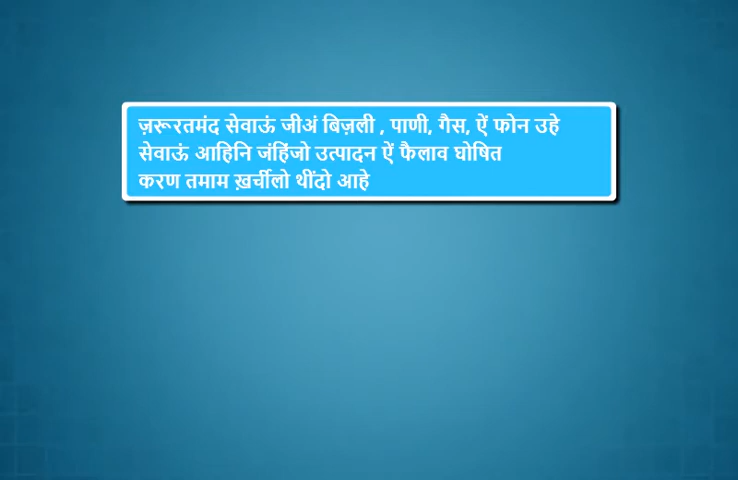 ज़रूरतमंद सेवाऊं जीअं बिज़ली , पाणी, गैस, ऐं फोन उहे
सेवाऊं आहिनि जंहिंजो उत्पादन ऐं फैलाव घोषित
करण तमाम ख़र्चीलो थींदो आहे